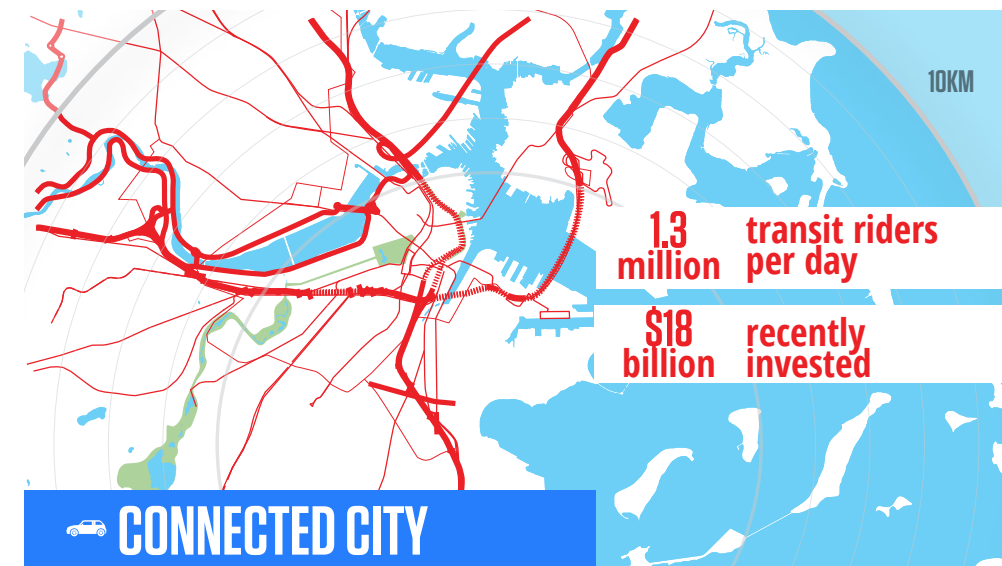 10KM
1.3
million
transit riders
per day
$18
billion
recently
invested
CONNECTED CITY